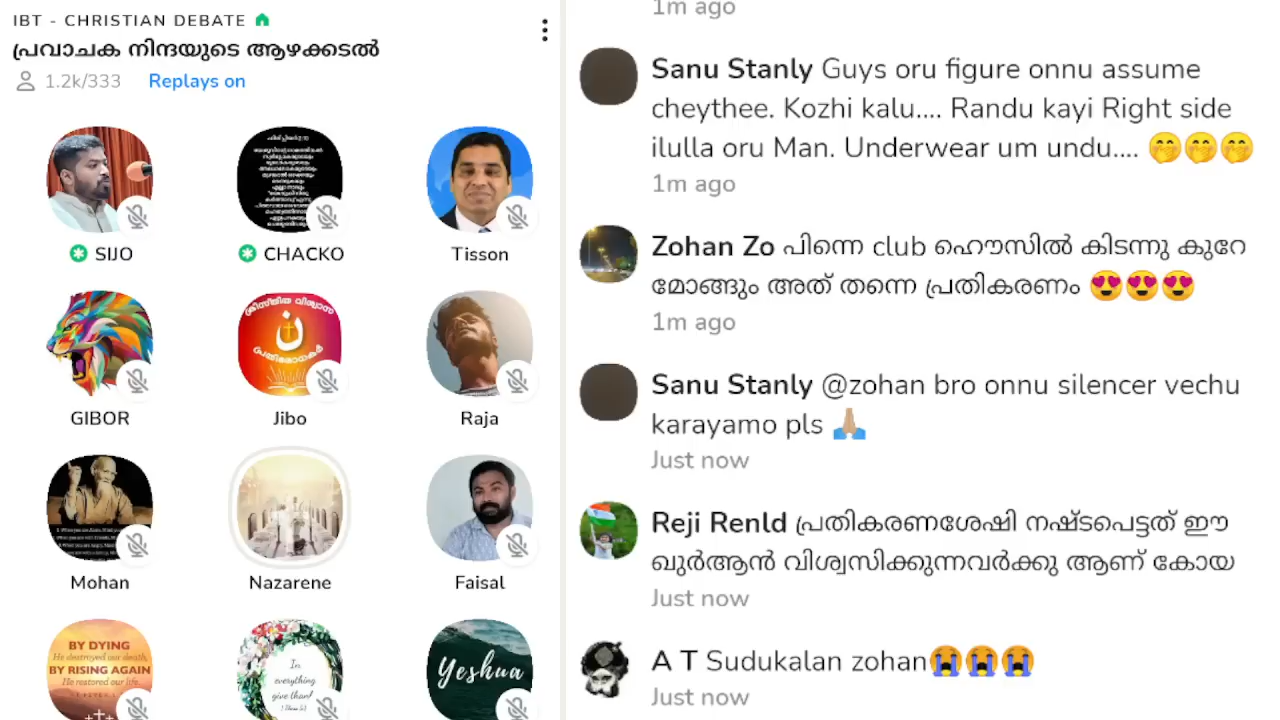 IBT - CHRISTIAN DEBATE
പ്രവാചക നിന്ദയുടെ ആഴക്കടൽ
1.2k/333 Replays on
SIJO
CHACKO
Tisson
ക്രിസ്തീയ വിശ്വാസ
ن
പ്രതിരോധകർ
GIBOR
Jibo
Raja
Mohan
Nazarene
Faisal
BY DYING
He destroyed our death,
BY RISING AGAIN
He restored our life.
In
everything
give thanks
Yeshua
1m ago
Sanu Stanly Guys oru figure onnu assume
cheythee. Kozhi kalu.... Randu kayi Right side
ilulla oru Man. Underwear um undu.... 🤭🤭🤭
1m ago
Zohan Zo പിന്നെ club ഹൌസിൽ കിടന്നു കുറേ
മോങ്ങും അത് തന്നെ പ്രതികരണം 😍😍😍
1m ago
Sanu Stanly @zohan bro onnu silencer vechu
karayamo pls 🙏🏼
Just now
Reji Renld പ്രതികരണശേഷി നഷ്ടപെട്ടത് ഈ
ഖുർആൻ വിശ്വസിക്കുന്നവർക്കു ആണ് കോയ
Just now
A T Sudukalan zohan😭😭😭
Just now